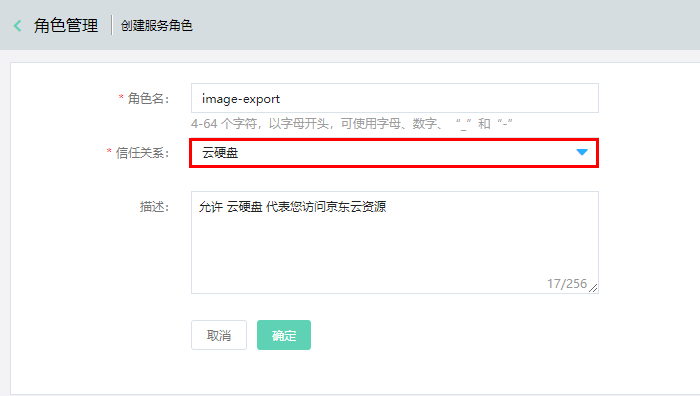 角色管理 创建服务角色
* 角色名： image-export
4-64 个字符，以字母开头，可使用字母、数字、“_”和“-”
* 信任关系： 云硬盘
描述： 允许 云硬盘 代表您访问京东云资源
17/256
取消 确定